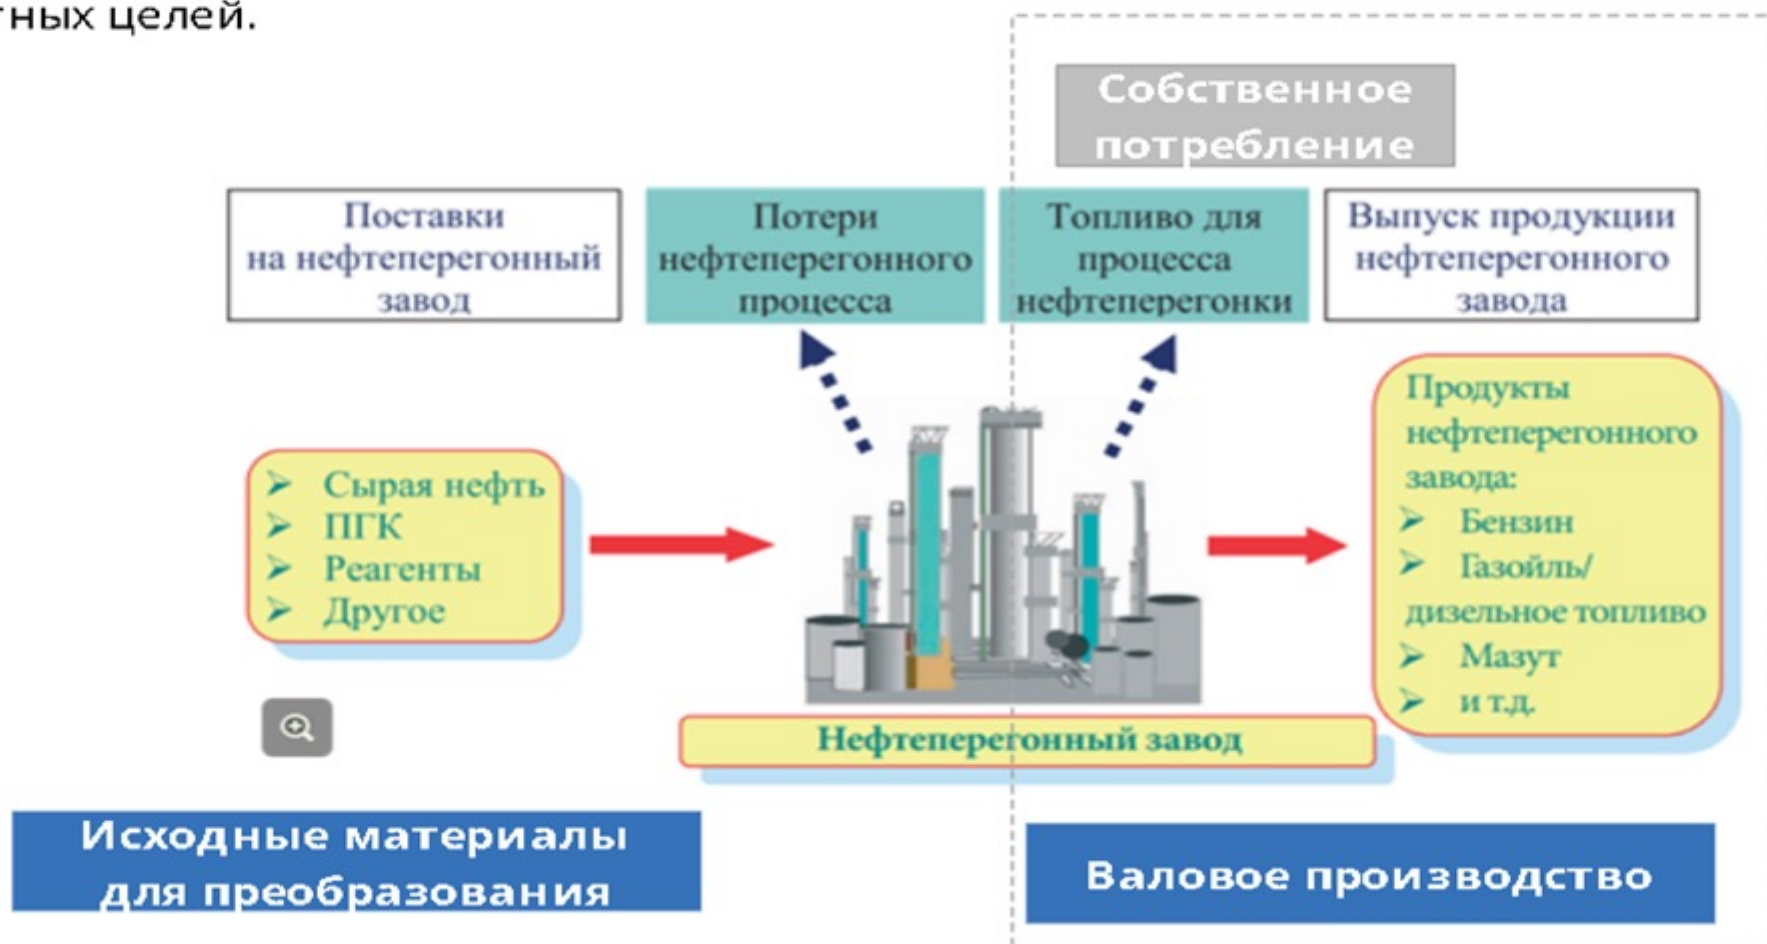 тных целей.
Собственное
потребление
Поставки
на нефтеперегонный
завод
Потери
нефтеперегонного
процесса
Топливо для
процесса
нефтеперегонки
Выпуск продукции
нефтеперегонного
завода
➢ Сырая нефть
➢ ПГК
➢ Реагенты
➢ Другое
Продукты
нефтеперегонного
завода:
➢ Бензин
➢ Газойль/
дизельное топливо
➢ Мазут
➢ и т.д.
Нефтеперегонный завод
Исходные материалы
для преобразования
Валовое производство